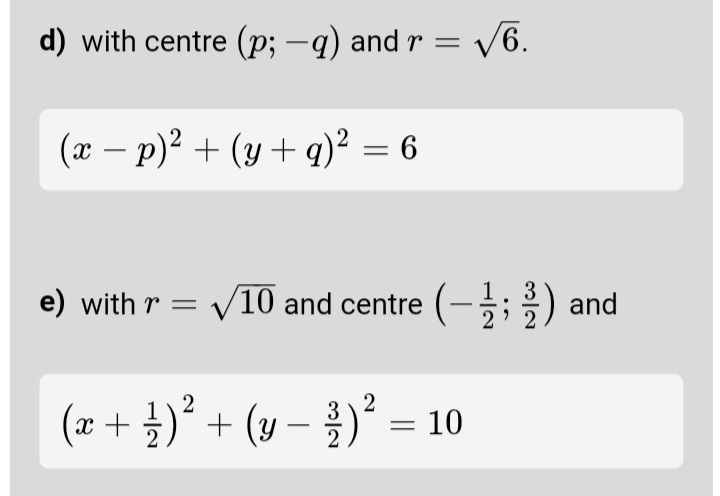 d) with centre (p; −q) and r = √6.
(x − p)² + (y + q)² = 6
e) with r = √10 and centre (−1/2; 3/2) and
(x + 1/2)² + (y − 3/2)² = 10